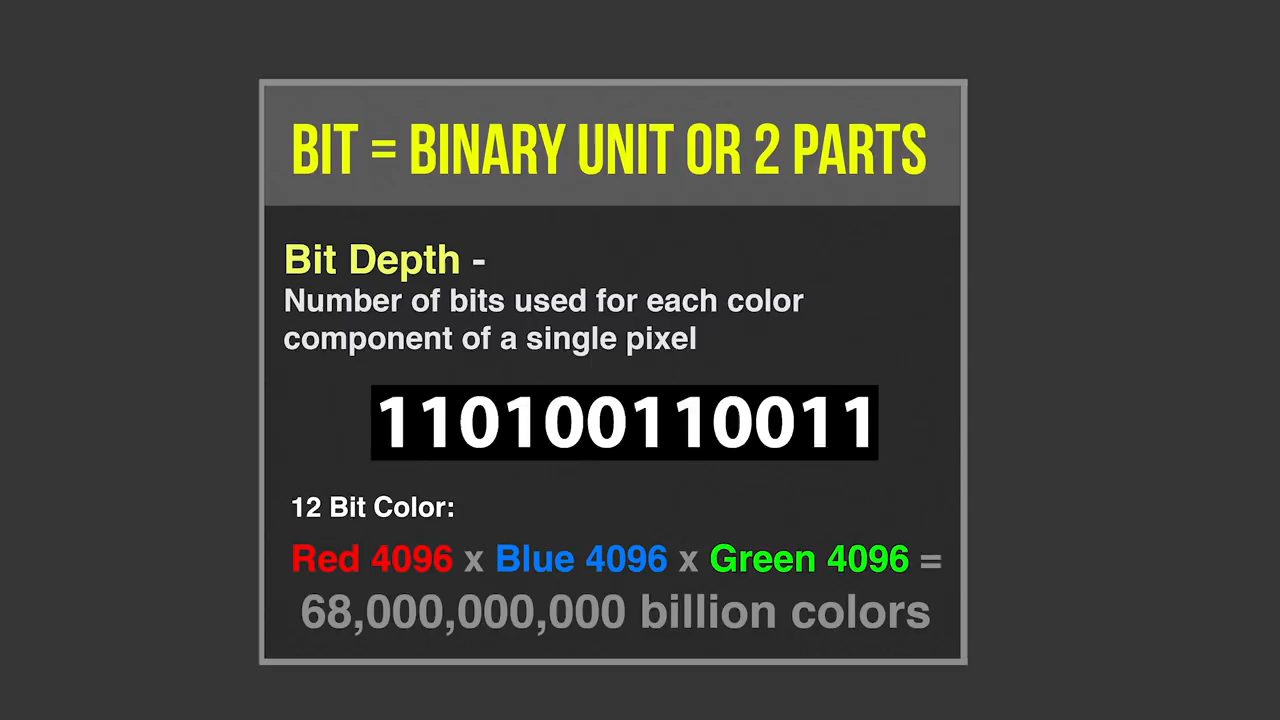 BIT = BINARY UNIT OR 2 PARTS
Bit Depth -
Number of bits used for each color
component of a single pixel
110100110011
12 Bit Color:
Red 4096 x Blue 4096 x Green 4096 =
68,000,000,000 billion colors